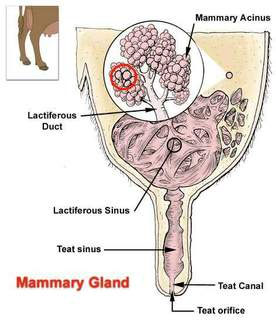 Mammary Acinus
Lactiferous
Duct
Lactiferous Sinus
Teat sinus
Mammary Gland
Teat Canal
Teat orifice